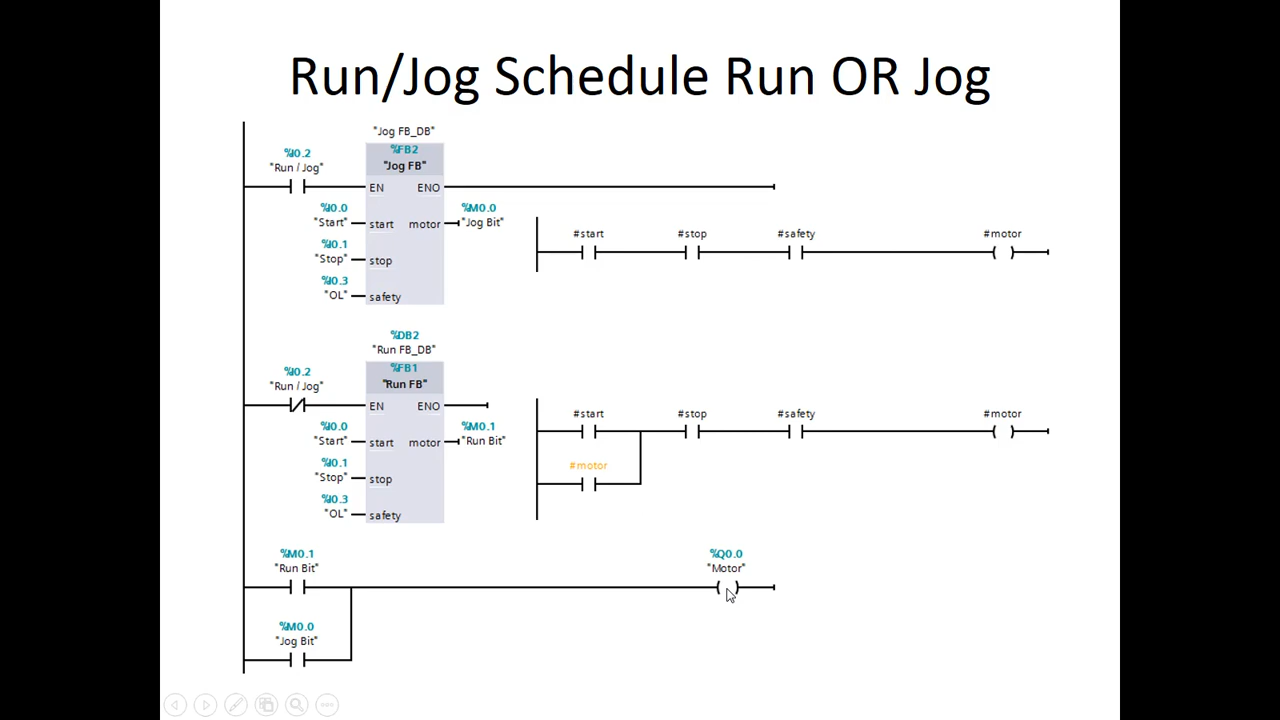 Run/Jog Schedule Run OR Jog
"Jog FB_DB"
%I0.2
%FB2
"Run / Jog"
"Jog FB"
EN
ENO
%I0.0
%M0.0
"Start"
start
motor
"Jog Bit"
#start
#stop
#safety
#motor
%I0.1
"Stop"
stop
%I0.3
"OL"
safety
%DB2
"Run FB_DB"
%I0.2
%FB1
"Run / Jog"
"Run FB"
EN
ENO
#start
#stop
#safety
#motor
%I0.0
%M0.1
"Start"
start
motor
"Run Bit"
%I0.1
#motor
"Stop"
stop
%I0.3
"OL"
safety
%M0.1
%Q0.0
"Run Bit"
"Motor"
%M0.0
"Jog Bit"